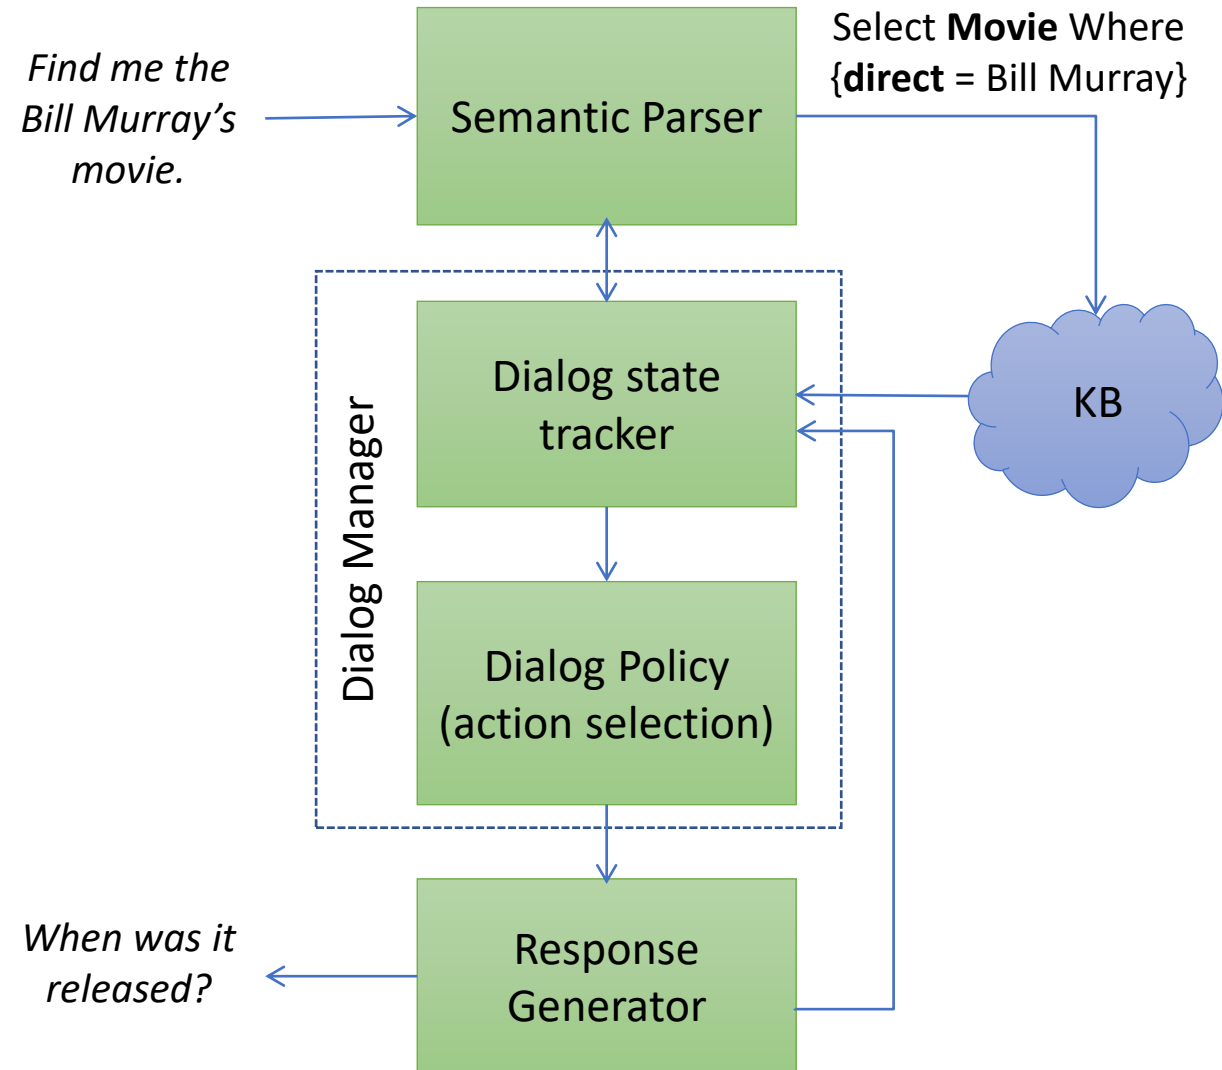 Find me the
Bill Murray’s
movie.
Semantic Parser
Select Movie Where
{direct = Bill Murray}
Dialog Manager
Dialog state
tracker
KB
Dialog Policy
(action selection)
When was it
released?
Response
Generator